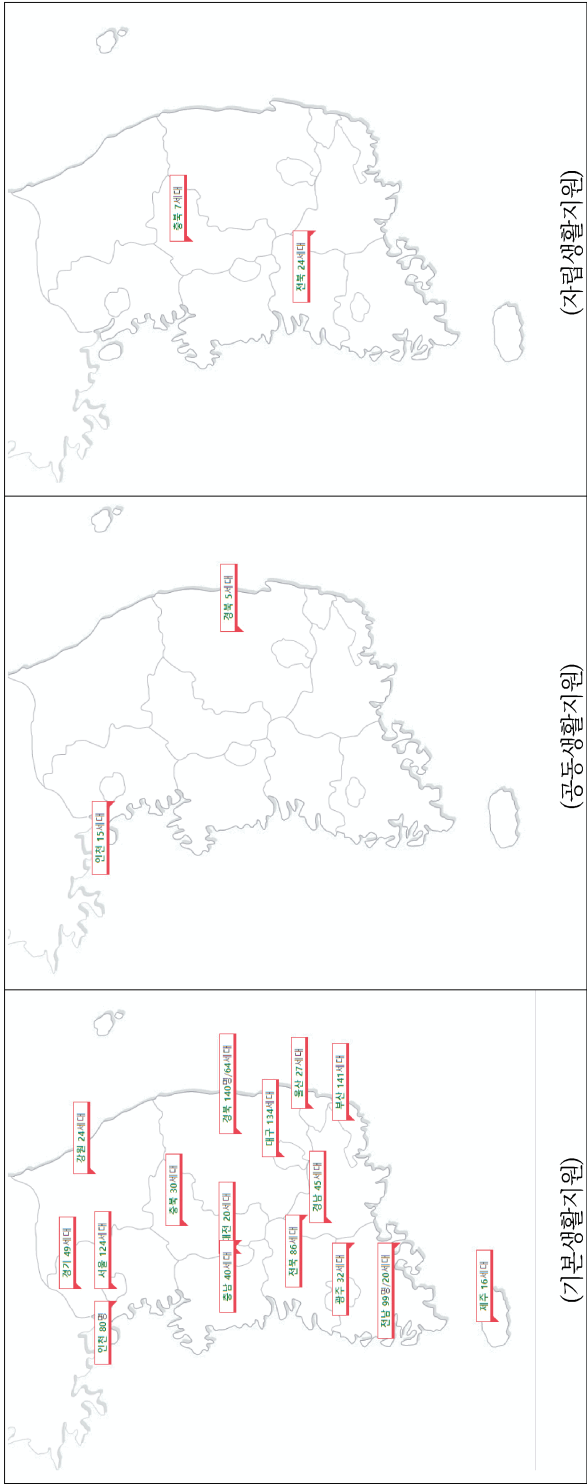 강원 24세대
경기 49세대
서울 124세대
인천 80명
충북 30세대
경북 140명/64세대
대전 20세대
충남 40세대
대구 134세대
울산 27세대
전북 86세대
경남 45세대
부산 141세대
광주 32세대
전남 99명/20세대
제주 16세대
(기본생활지원)
인천 15세대
경북 5세대
(공동생활지원)
충북 7세대
전북 24세대
(자립생활지원)